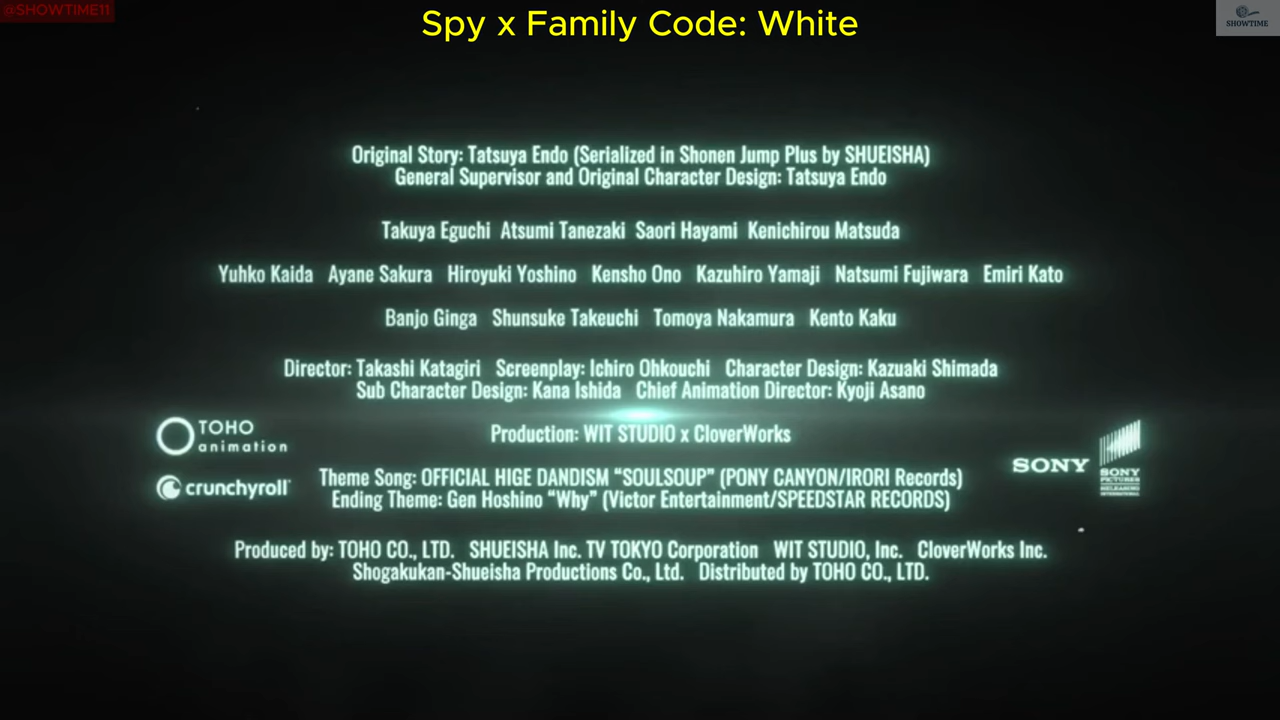 @SHOWTIME11
Spy x Family Code: White
SHOWTIME
Original Story: Tatsuya Endo (Serialized in Shonen Jump Plus by SHUEISHA)
General Supervisor and Original Character Design: Tatsuya Endo
Takuya Eguchi Atsumi Tanezaki Saori Hayami Kenichirou Matsuda
Yuhko Kaida Ayane Sakura Hiroyuki Yoshino Kensho Ono Kazuhiro Yamaji Natsumi Fujiwara Emiri Kato
Banjo Ginga Shunsuke Takeuchi Tomoya Nakamura Kento Kaku
Director: Takashi Katagiri Screenplay: Ichiro Ohkouchi Character Design: Kazuaki Shimada
Sub Character Design: Kana Ishida Chief Animation Director: Kyoji Asano
TOHO
animation
Production: WIT STUDIO x CloverWorks
crunchyroll
Theme Song: OFFICIAL HIGE DANDISM “SOULSOUP” (PONY CANYON/IRORI Records)
Ending Theme: Gen Hoshino “Why” (Victor Entertainment/SPEEDSTAR RECORDS)
SONY
SONY
PICTURES
RELEASING
INTERNATIONAL
Produced by: TOHO CO., LTD. SHUEISHA Inc. TV TOKYO Corporation WIT STUDIO, Inc. CloverWorks Inc.
Shogakukan-Shueisha Productions Co., Ltd. Distributed by TOHO CO., LTD.